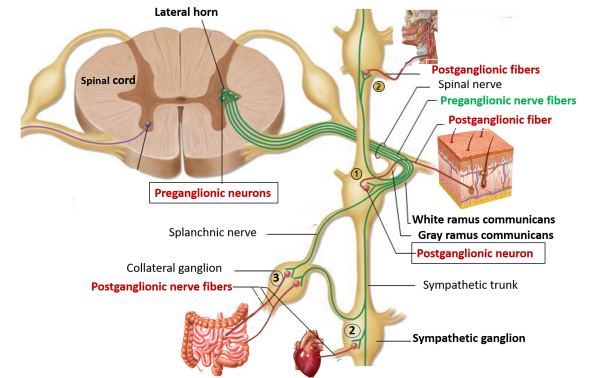 Lateral horn
Spinal cord
Postganglionic fibers
2
Spinal nerve
Preganglionic nerve fibers
Postganglionic fiber
1
Preganglionic neurons
White ramus communicans
Gray ramus communicans
Splanchnic nerve
Postganglionic neuron
Collateral ganglion
3
Postganglionic nerve fibers
Sympathetic trunk
2
Sympathetic ganglion